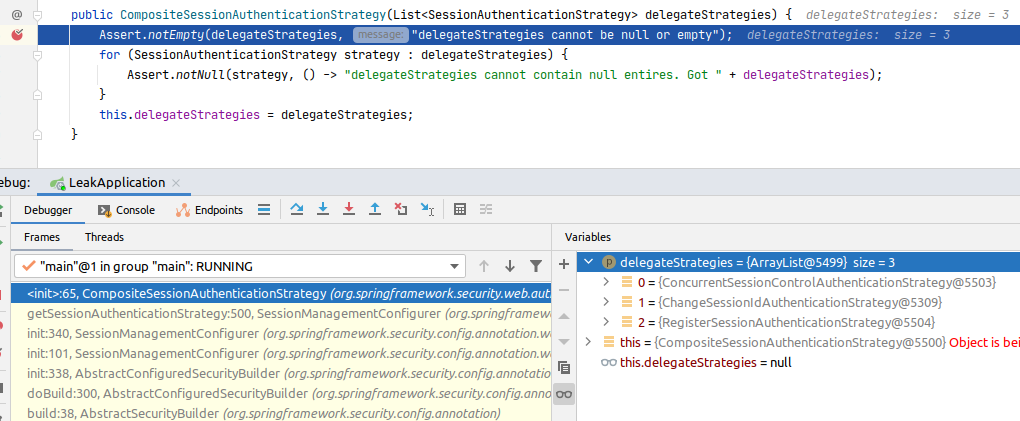 @ public CompositeSessionAuthenticationStrategy(List<SessionAuthenticationStrategy> delegateStrategies) { delegateStrategies: size = 3
Assert.notEmpty(delegateStrategies, message: "delegateStrategies cannot be null or empty"); delegateStrategies: size = 3
for (SessionAuthenticationStrategy strategy : delegateStrategies) {
Assert.notNull(strategy, () -> "delegateStrategies cannot contain null entires. Got " + delegateStrategies);
}
this.delegateStrategies = delegateStrategies;
}
ebug: LeakApplication
Debugger Console Endpoints
Frames Threads
"main"@1 in group "main": RUNNING
<init>:65, CompositeSessionAuthenticationStrategy (org.springframework.security.web.aut
getSessionAuthenticationStrategy:500, SessionManagementConfigurer (org.springframew
init:340, SessionManagementConfigurer (org.springframework.security.config.annotation.we
init:101, SessionManagementConfigurer (org.springframework.security.config.annotation.we
init:338, AbstractConfiguredSecurityBuilder (org.springframework.security.config.annotation
doBuild:300, AbstractConfiguredSecurityBuilder (org.springframework.security.config.annota
build:38, AbstractSecurityBuilder (org.springframework.security.config.annotation)
Variables
p delegateStrategies = {ArrayList@5499} size = 3
0 = {ConcurrentSessionControlAuthenticationStrategy@5503}
1 = {ChangeSessionIdAuthenticationStrategy@5309}
2 = {RegisterSessionAuthenticationStrategy@5504}
this = {CompositeSessionAuthenticationStrategy@5500} Object is bei
this.delegateStrategies = null